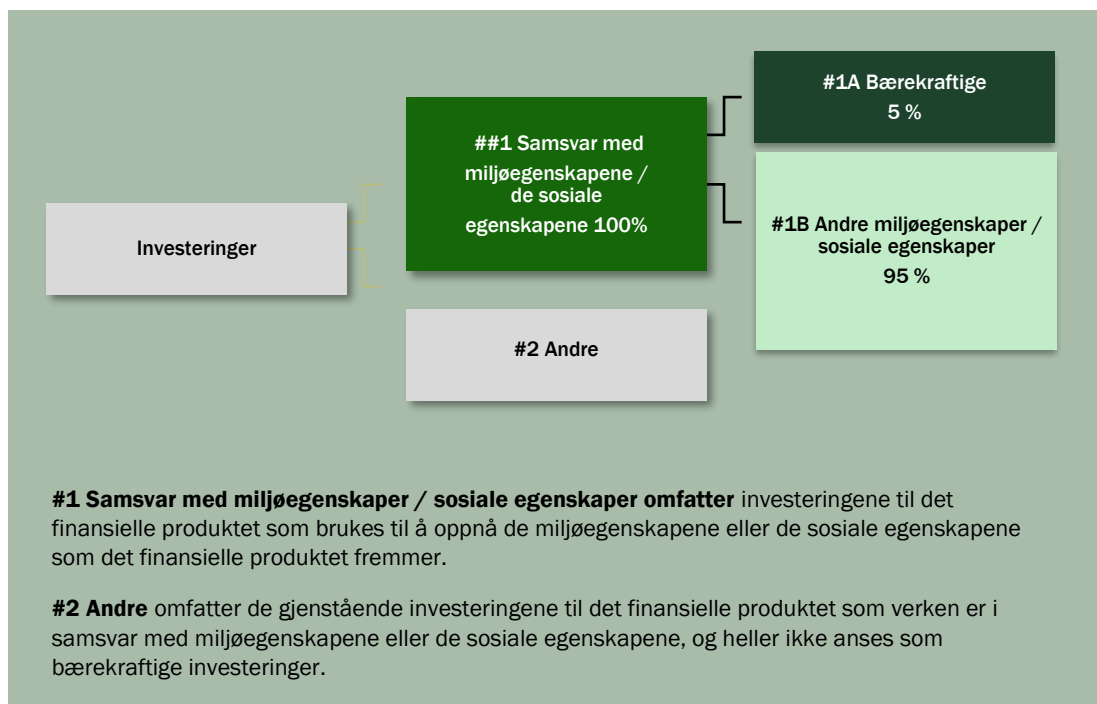 Investeringer
##1 Samsvar med
miljøegenskapene /
de sosiale
egenskapene 100%
#2 Andre
#1A Bærekraftige
5 %
#1B Andre miljøegenskaper /
sosiale egenskaper
95 %
#1 Samsvar med miljøegenskaper / sosiale egenskaper omfatter investeringene til det
finansielle produktet som brukes til å oppnå de miljøegenskapene eller de sosiale egenskapene
som det finansielle produktet fremmer.
#2 Andre omfatter de gjenstående investeringene til det finansielle produktet som verken er i
samsvar med miljøegenskapene eller de sosiale egenskapene, og heller ikke anses som
bærekraftige investeringer.